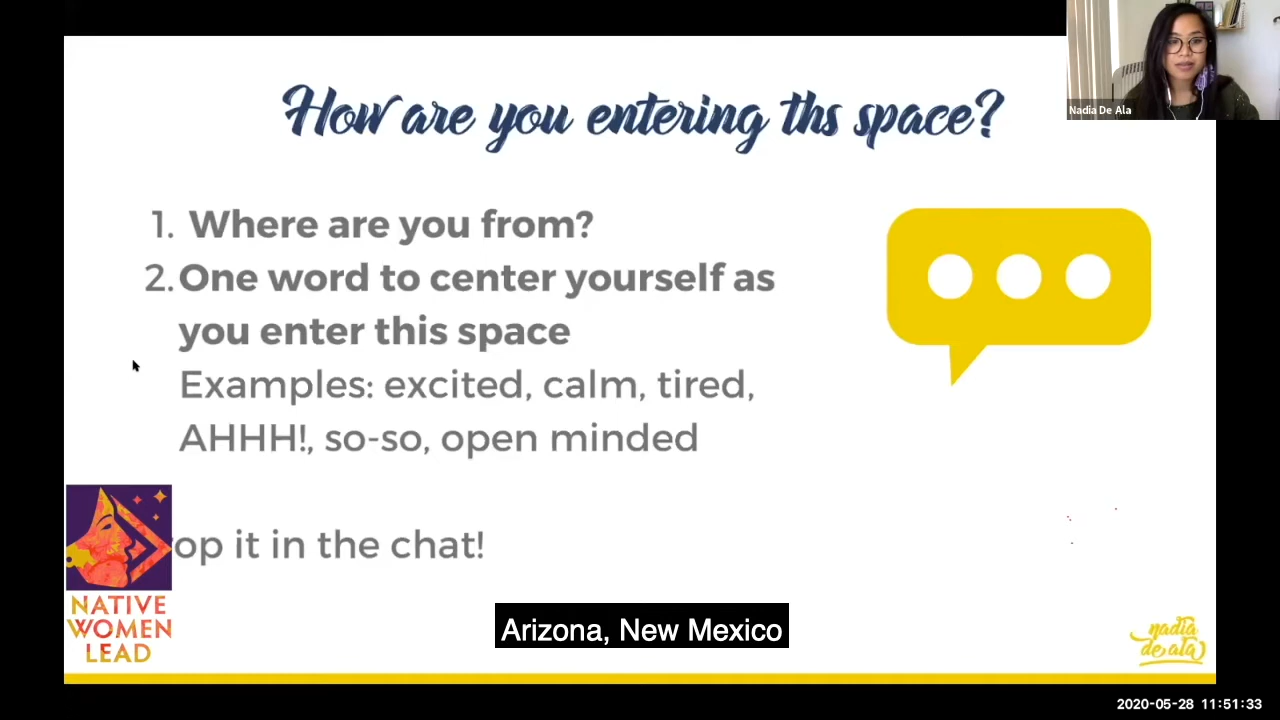 How are you entering ths space?
Nadia De Ala
1. Where are you from?
2. One word to center yourself as
you enter this space
Examples: excited, calm, tired,
AHHH!, so-so, open minded
op it in the chat!
NATIVE
WOMEN
LEAD
Arizona, New Mexico
nadia
de ala
2020-05-28 11:51:33